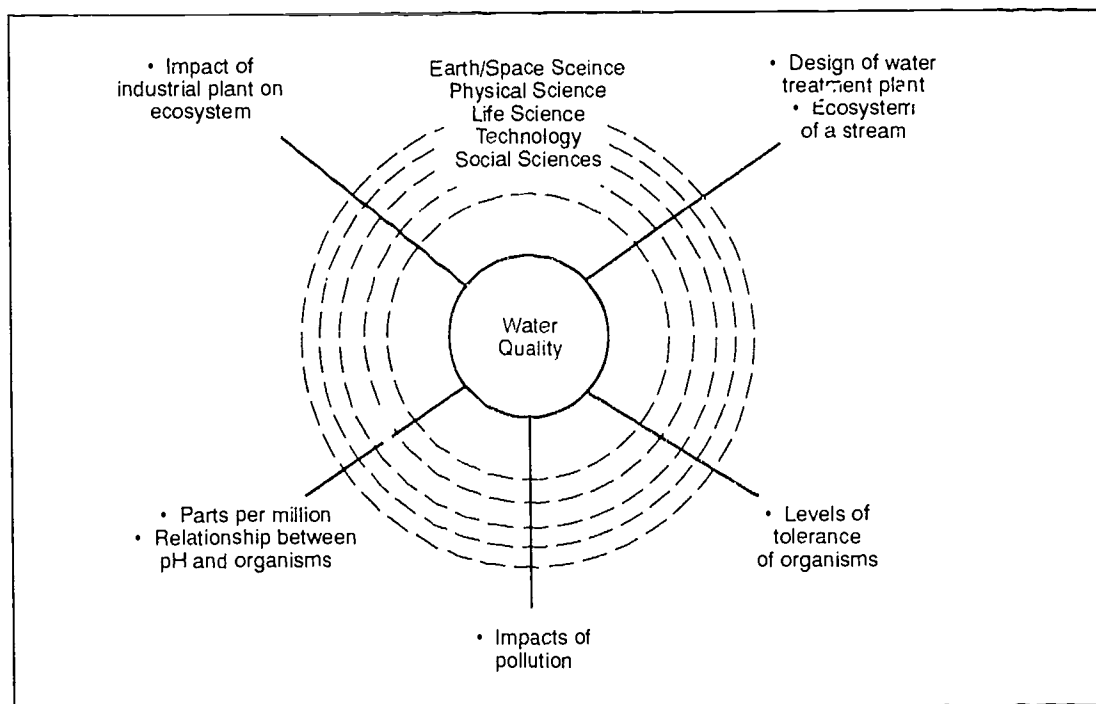 • Impact of
industrial plant on
ecosystem
Earth/Space Sceince
Physical Science
Life Science
Technology
Social Sciences
• Design of water
treatment plant
• Ecosystem
of a stream
Water
Quality
• Parts per million
• Relationship between
pH and organisms
• Levels of
tolerance
of organisms
• Impacts of
pollution